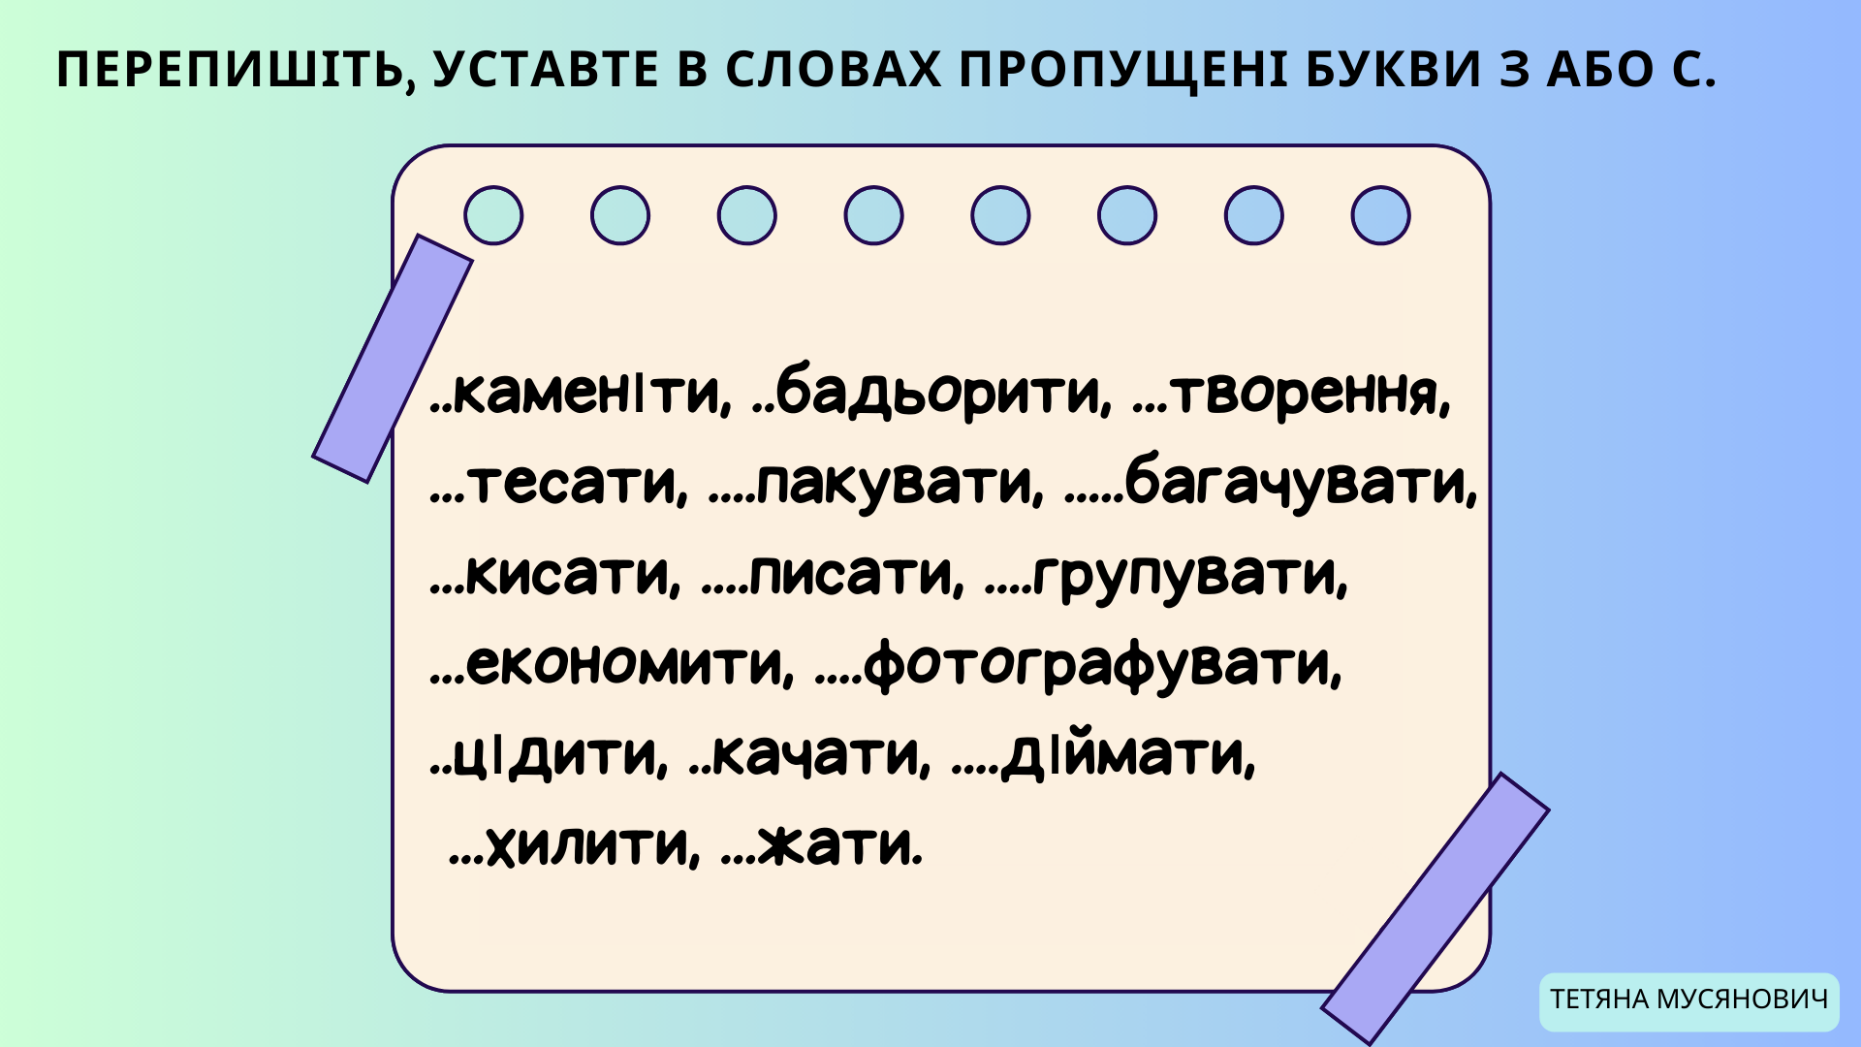 ПЕРЕПИШІТЬ, УСТАВТЕ В СЛОВАХ ПРОПУЩЕНІ БУКВИ З АБО С.
..каменіти, ..бадьорити, ...творення,
...тесати, ....пакувати, .....багачувати,
...кисати, ....писати, ....групувати,
...економити, ....фотографувати,
..цідити, ..качати, ....діймати,
...хилити, ...жати.
ТЕТЯНА МУСЯНОВИЧ